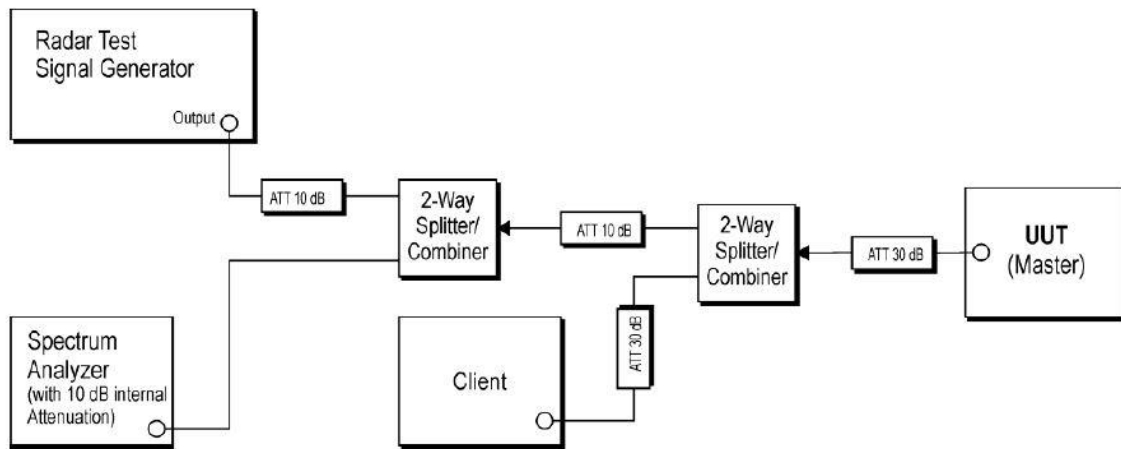 Radar Test
Signal Generator
Output
ATT 10 dB
2-Way
Splitter/
Combiner
ATT 10 dB
2-Way
Splitter/
Combiner
ATT 30 dB
UUT
(Master)
Spectrum
Analyzer
(with 10 dB internal
Attenuation)
Client
ATT 30 dB